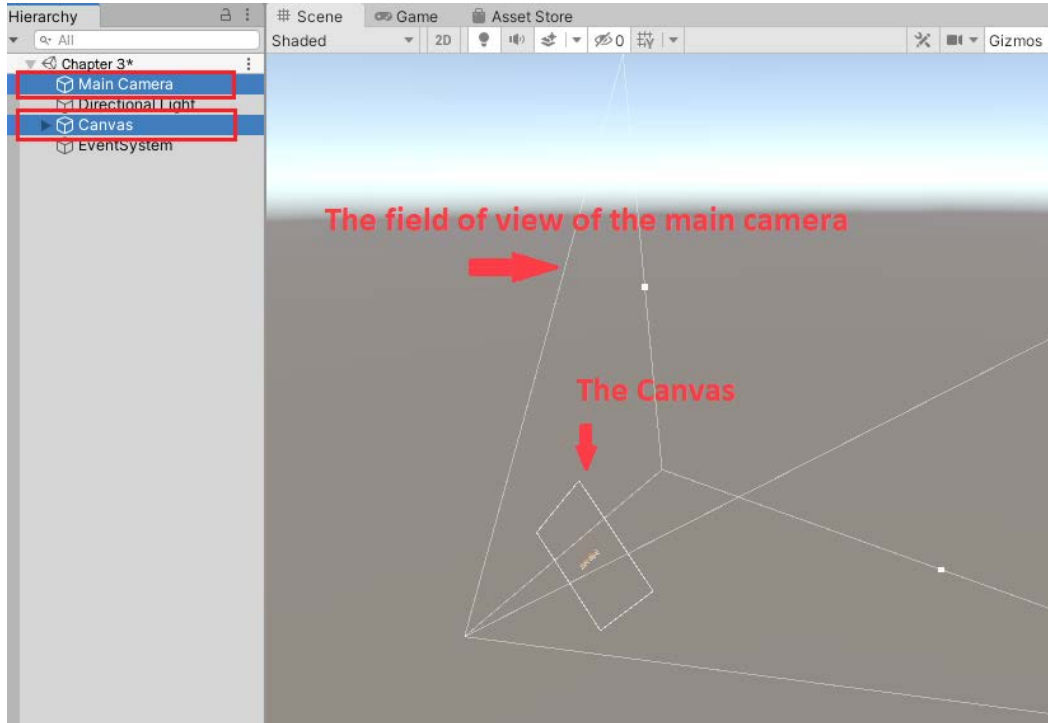 Hierarchy
Scene
Game
Asset Store
All
Shaded
2D
0
Gizmos
Chapter 3*
Main Camera
Directional Light
Canvas
EventSystem
The field of view of the main camera
The Canvas